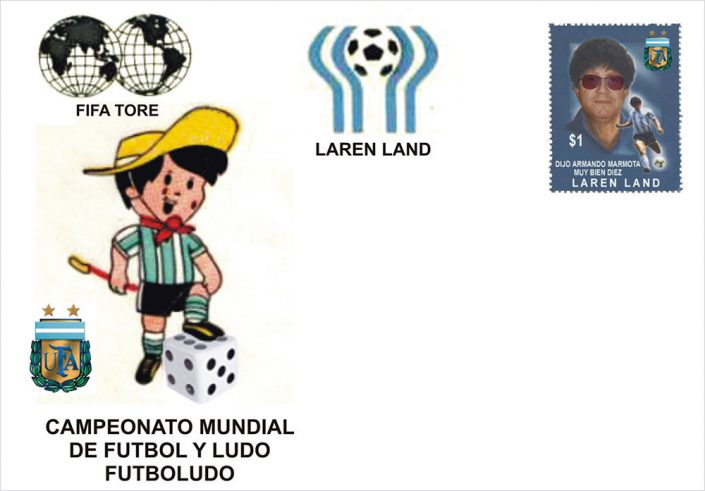 FIFA TORE
LAREN LAND
$1
DIJO ARMANDO MARMOTA
MUY BIEN DIEZ
LAREN LAND
UTA
CAMPEONATO MUNDIAL
DE FUTBOL Y LUDO
FUTBOLUDO